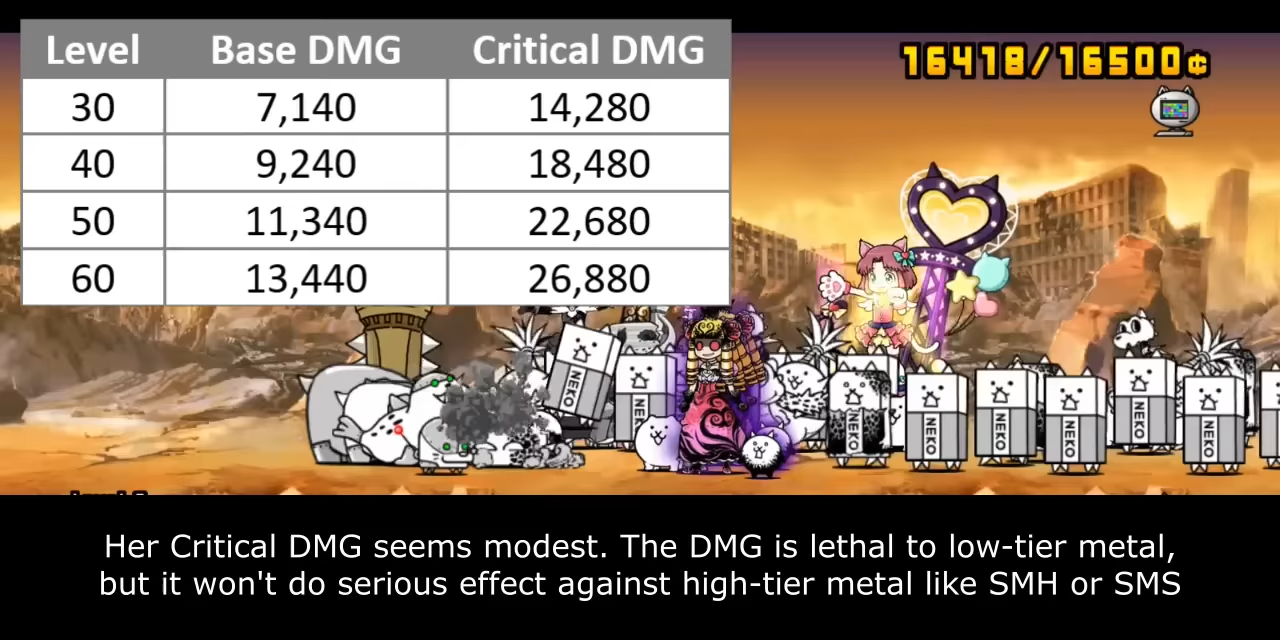 Level Base DMG Critical DMG
30 7,140 14,280
40 9,240 18,480
50 11,340 22,680
60 13,440 26,880
16418/16500¢
NEKO
NEKO
NEKO
NEKO
NEKO
NEKO
NEKO
NEKO
Her Critical DMG seems modest. The DMG is lethal to low-tier metal,
but it won't do serious effect against high-tier metal like SMH or SMS